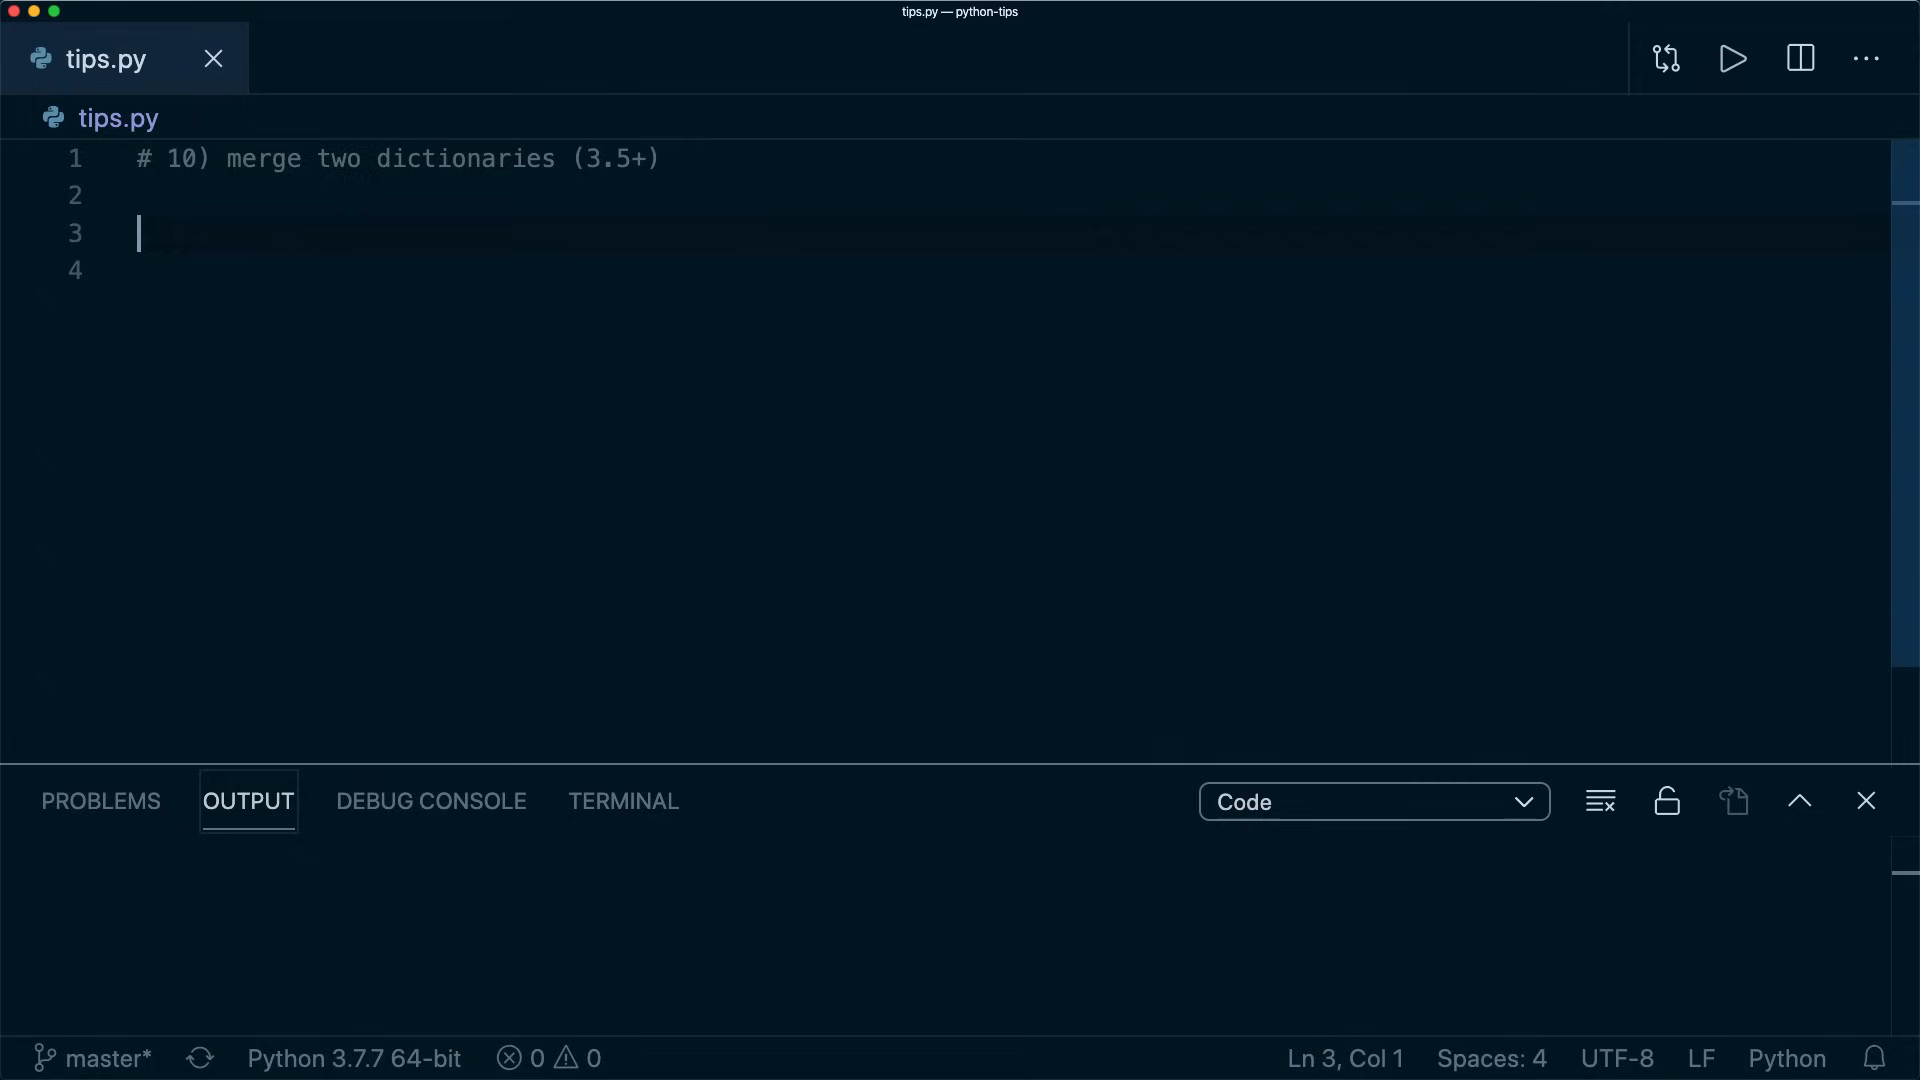 tips.py — python-tips
tips.py
tips.py
1 # 10) merge two dictionaries (3.5+)
2
3
4
PROBLEMS OUTPUT DEBUG CONSOLE TERMINAL Code
master* Python 3.7.7 64-bit 0 0 Ln 3, Col 1 Spaces: 4 UTF-8 LF Python